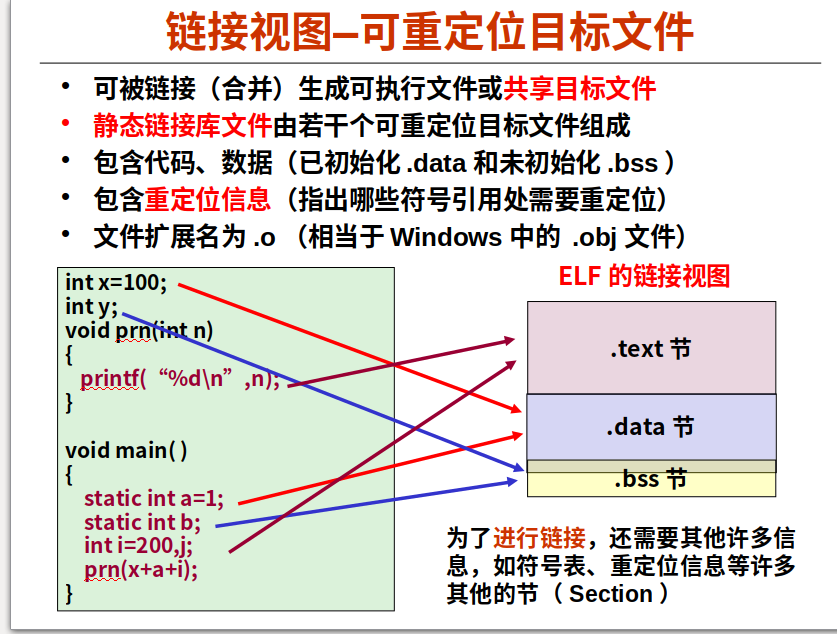 链接视图–可重定位目标文件
• 可被链接（合并）生成可执行文件或共享目标文件
• 静态链接库文件由若干个可重定位目标文件组成
• 包含代码、数据（已初始化 .data 和未初始化 .bss ）
• 包含重定位信息（指出哪些符号引用处需要重定位）
• 文件扩展名为 .o （相当于 Windows 中的 .obj 文件）
int x=100;
int y;
void prn(int n)
{
printf( “%d\n” ,n);
}
void main( )
{
static int a=1;
static int b;
int i=200,j;
prn(x+a+i);
}
ELF 的链接视图
.text 节
.data 节
.bss 节
为了进行链接，还需要其他许多信
息，如符号表、重定位信息等许多
其他的节（ Section ）